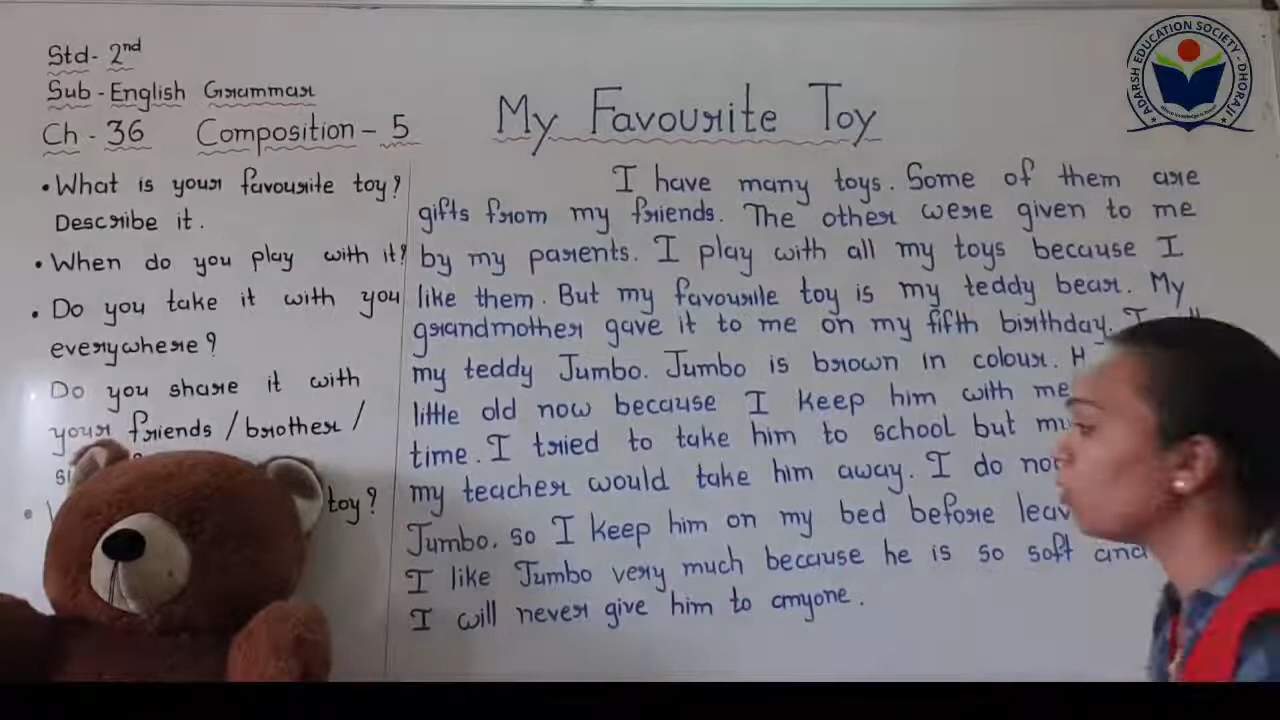 Std- 2nd
Sub - English Grammar
Ch - 36 Composition - 5
• What is your favourite toy?
Describe it.
• When do you play with it?
• Do you take it with you
everywhere?
Do you share it with
your friends / brother /
toy?
My Favourite Toy
I have many toys. Some of them are
gifts from my friends. The other were given to me
by my parents. I play with all my toys because I
like them. But my favourite toy is my teddy bear. My
grandmother gave it to me on my fifth birthday.
my teddy Jumbo. Jumbo is brown in colour.
little old now because I keep him with me
time. I tried to take him to school but
my teacher would take him away. I do
Jumbo. so I keep him on my bed before
I like Jumbo very much because he is so soft and
I will never give him to anyone.
ADARSH EDUCATION SOCIETY - DHORAJI